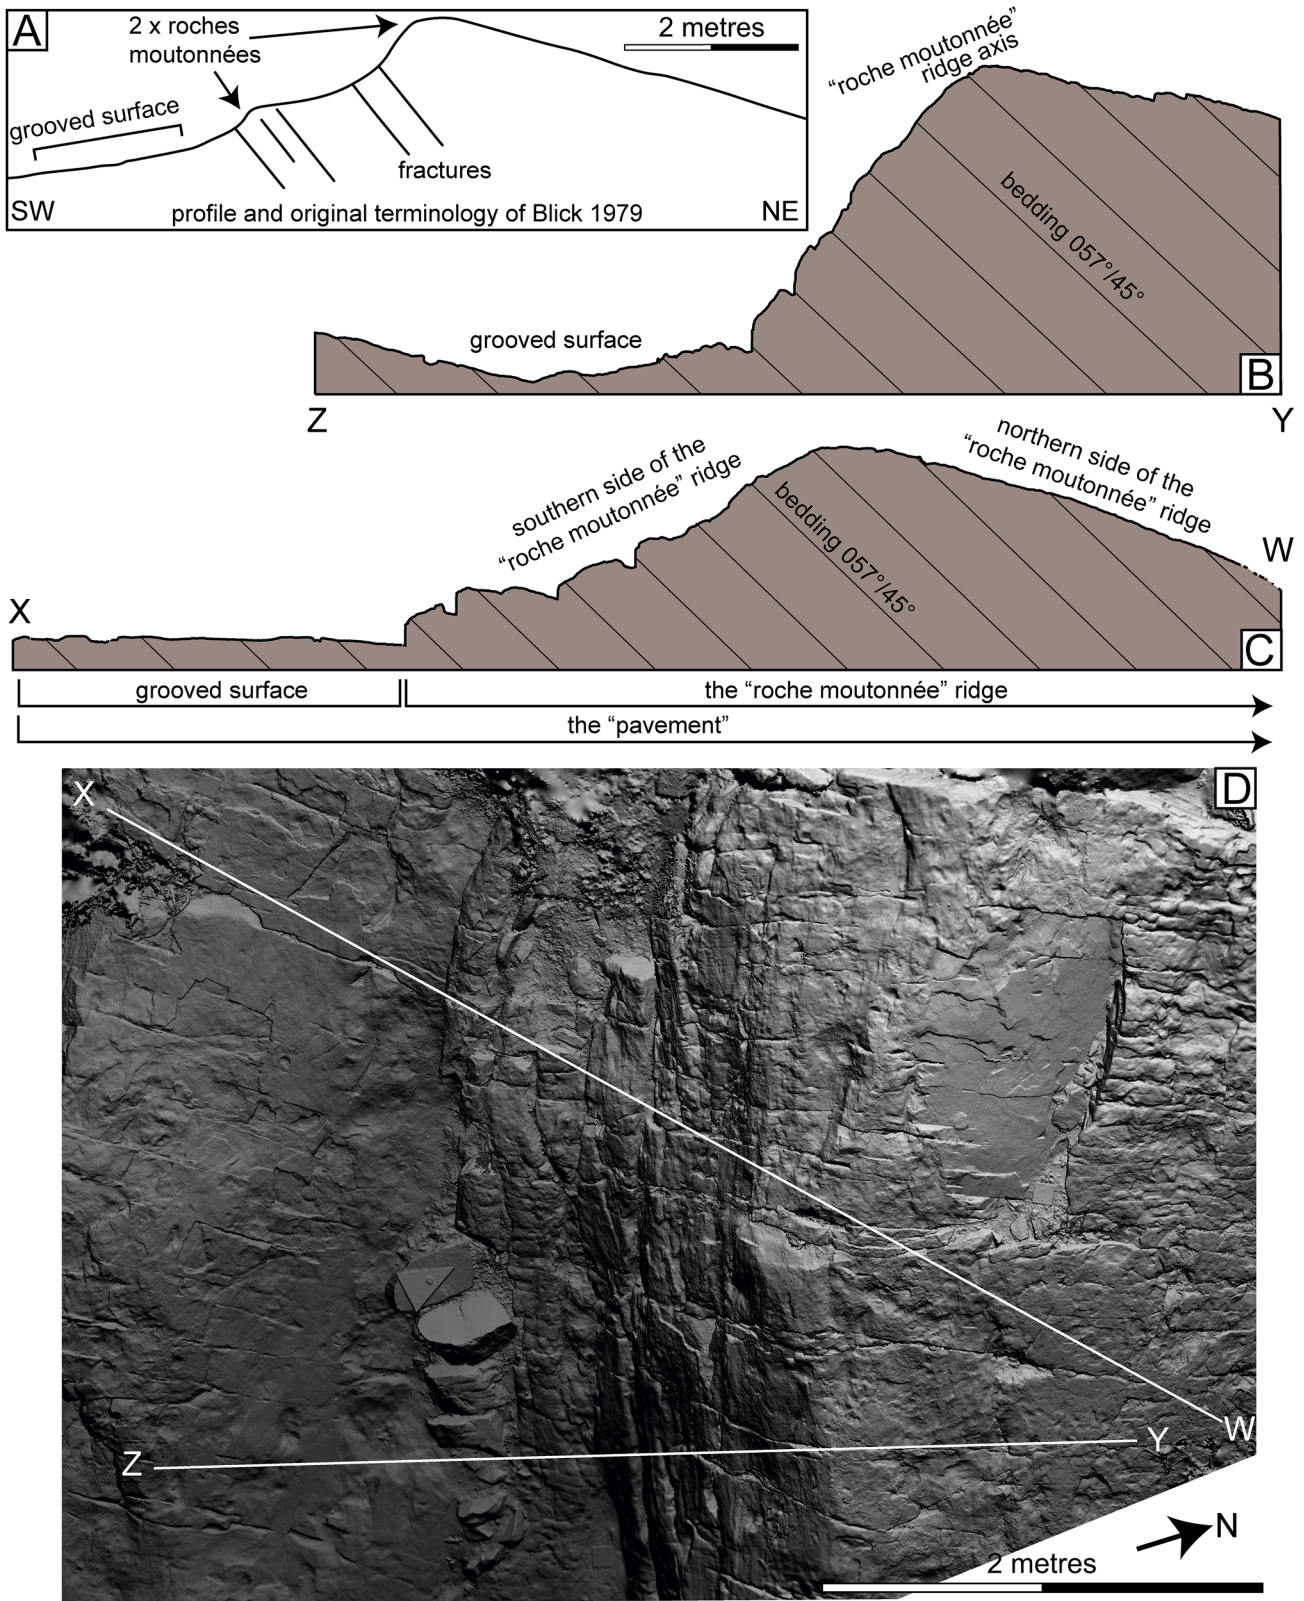 A
2 x roches
moutonnées
2 metres
grooved surface
fractures
SW
profile and original terminology of Blick 1979
NE
“roche moutonnée”
ridge axis
bedding 057°/45°
grooved surface
B
Z
Y
southern side of the
“roche moutonnée” ridge
northern side of the
“roche moutonnée” ridge
bedding 057°/45°
X
W
C
grooved surface
the “roche moutonnée” ridge
the “pavement”
D
X
Z
Y
W
N
2 metres